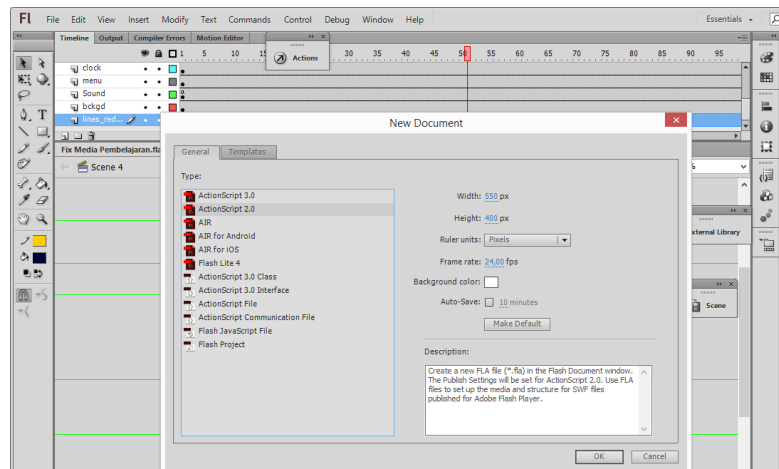 Fl File Edit View Insert Modify Text Commands Control Debug Window Help Essentials
Timeline Output Compiler Errors Motion Editor
1 5 10 15 30 35 40 45 50 55 60 65 70 75 80 85 90 95
Actions
clock
menu
Sound
bckgd
lines_red...
Fix Media Pembelajaran.fla
Scene 4
New Document
General Templates
Type:
ActionScript 3.0
ActionScript 2.0
AIR
AIR for Android
AIR for iOS
Flash Lite 4
ActionScript 3.0 Class
ActionScript 3.0 Interface
ActionScript File
ActionScript Communication File
Flash JavaScript File
Flash Project
Width: 550 px
Height: 400 px
Ruler units: Pixels
Frame rate: 24,00 fps
Background color:
Auto-Save: 10 minutes
Make Default
Description:
Create a new FLA file (*.fla) in the Flash Document window.
The Publish Settings will be set for ActionScript 2.0. Use FLA
files to set up the media and structure for SWF files
published for Adobe Flash Player.
OK Cancel
External Library
Scene